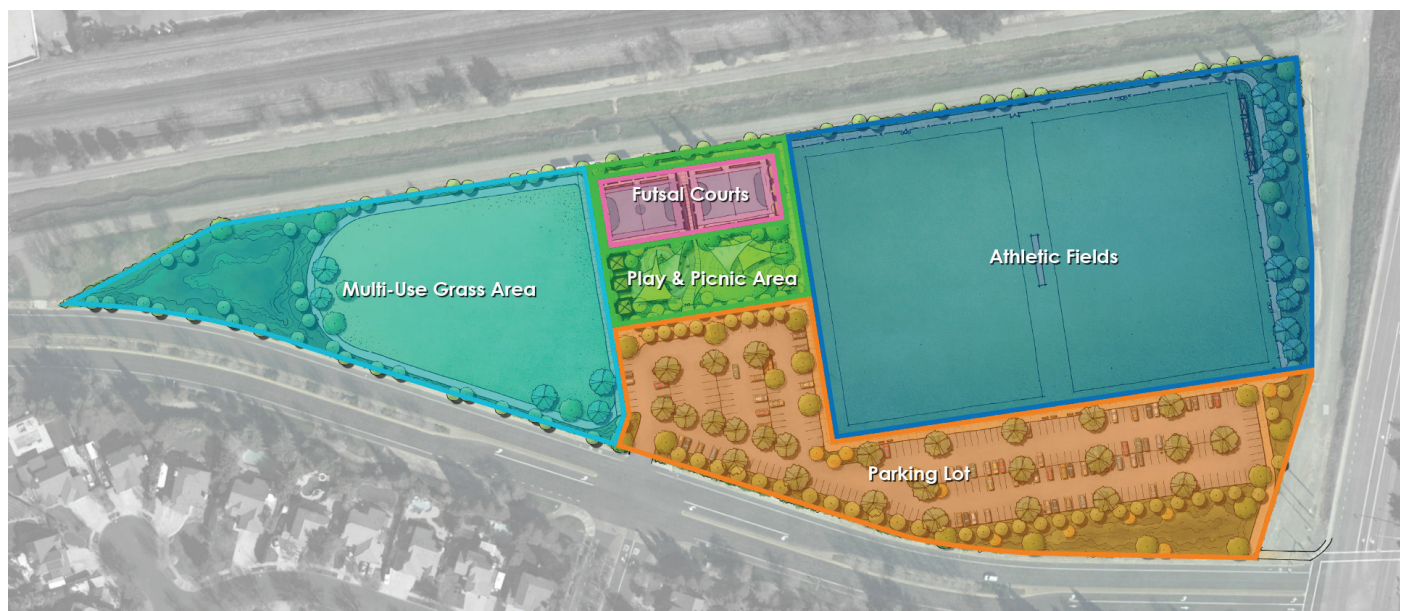 Futsal Courts
Athletic Fields
Play & Picnic Area
Multi-Use Grass Area
Parking Lot